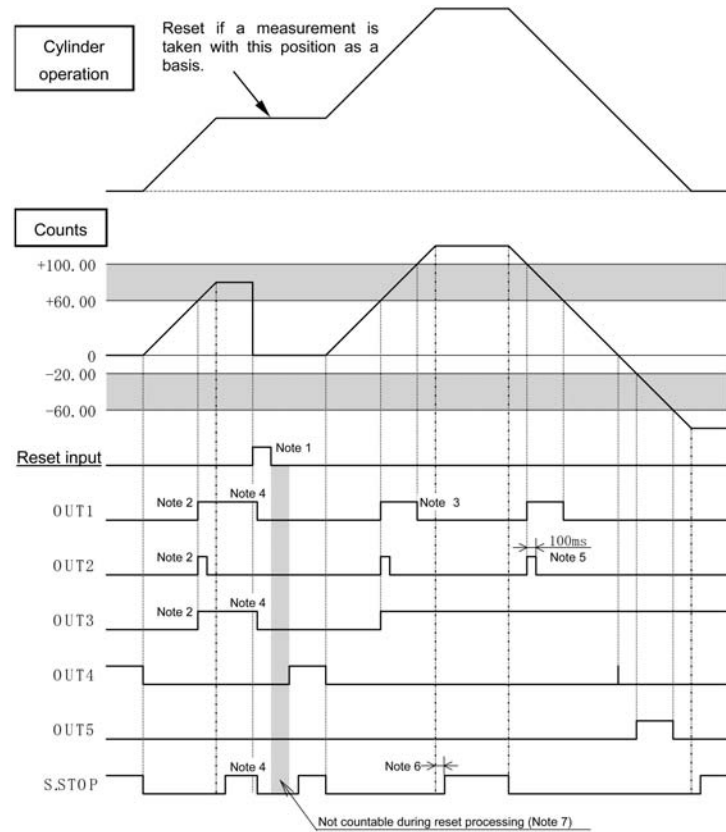 Cylinder
operation
Reset if a measurement is
taken with this position as a
basis.
Counts
+100.00
+60.00
0
-20.00
-60.00
Reset input
Note 1
OUT1
Note 2
Note 4
Note 3
OUT2
Note 2
100ms
Note 5
OUT3
Note 2
Note 4
OUT4
OUT5
S.STOP
Note 4
Note 6
Not countable during reset processing (Note 7)